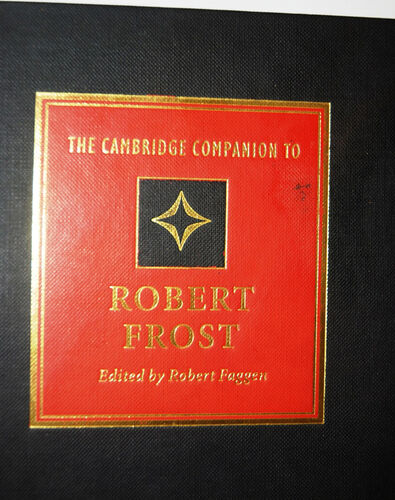 THE CAMBRIDGE COMPANION TO
ROBERT
FROST
Edited by Robert Faggen